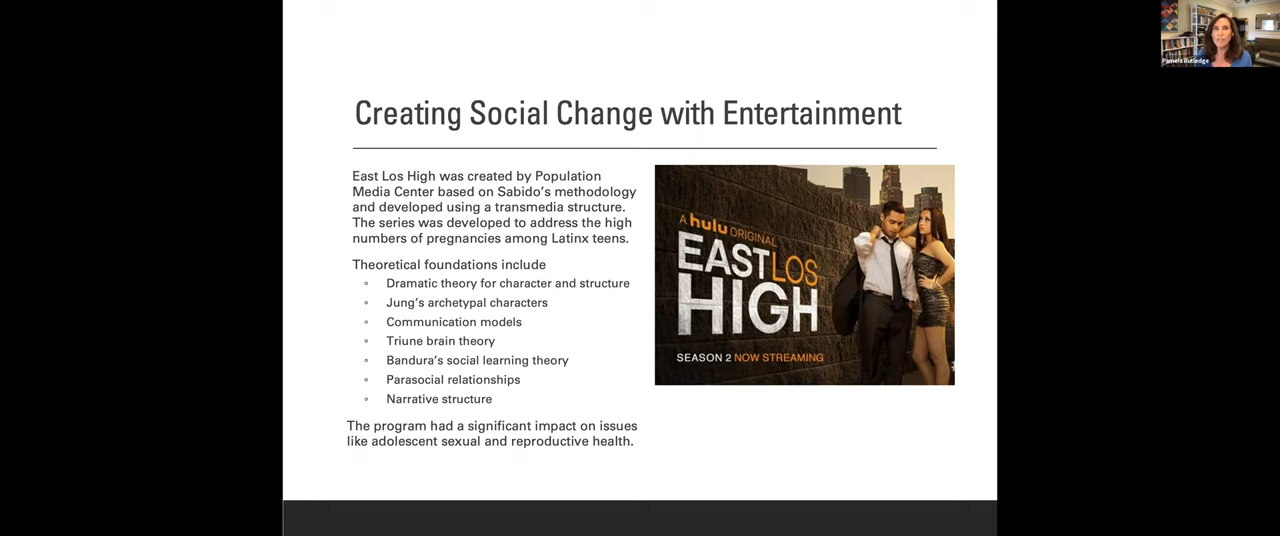 Pamela Rutledge
Creating Social Change with Entertainment
East Los High was created by Population
Media Center based on Sabido's methodology
and developed using a transmedia structure.
The series was developed to address the high
numbers of pregnancies among Latinx teens.
Theoretical foundations include
◦ Dramatic theory for character and structure
◦ Jung's archetypal characters
◦ Communication models
◦ Triune brain theory
◦ Bandura's social learning theory
◦ Parasocial relationships
◦ Narrative structure
The program had a significant impact on issues
like adolescent sexual and reproductive health.
A hulu ORIGINAL
EAST LOS
HIGH
SEASON 2 NOW STREAMING